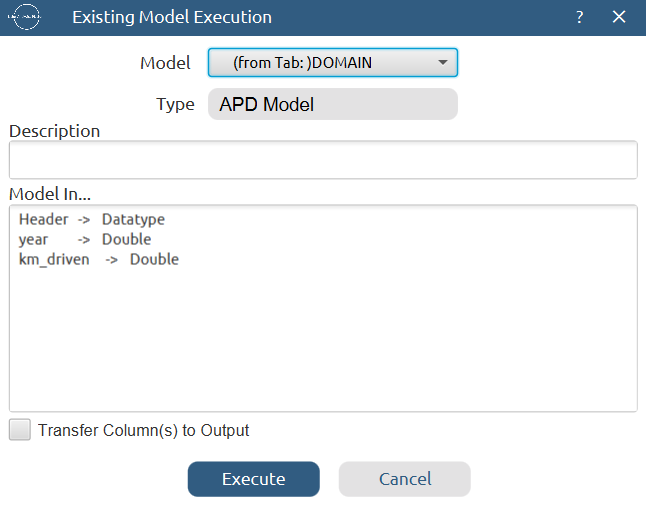 Existing Model Execution ? ×
Model (from Tab: )DOMAIN
Type APD Model
Description
Model In...
Header -> Datatype
year -> Double
km_driven -> Double
Transfer Column(s) to Output
Execute Cancel